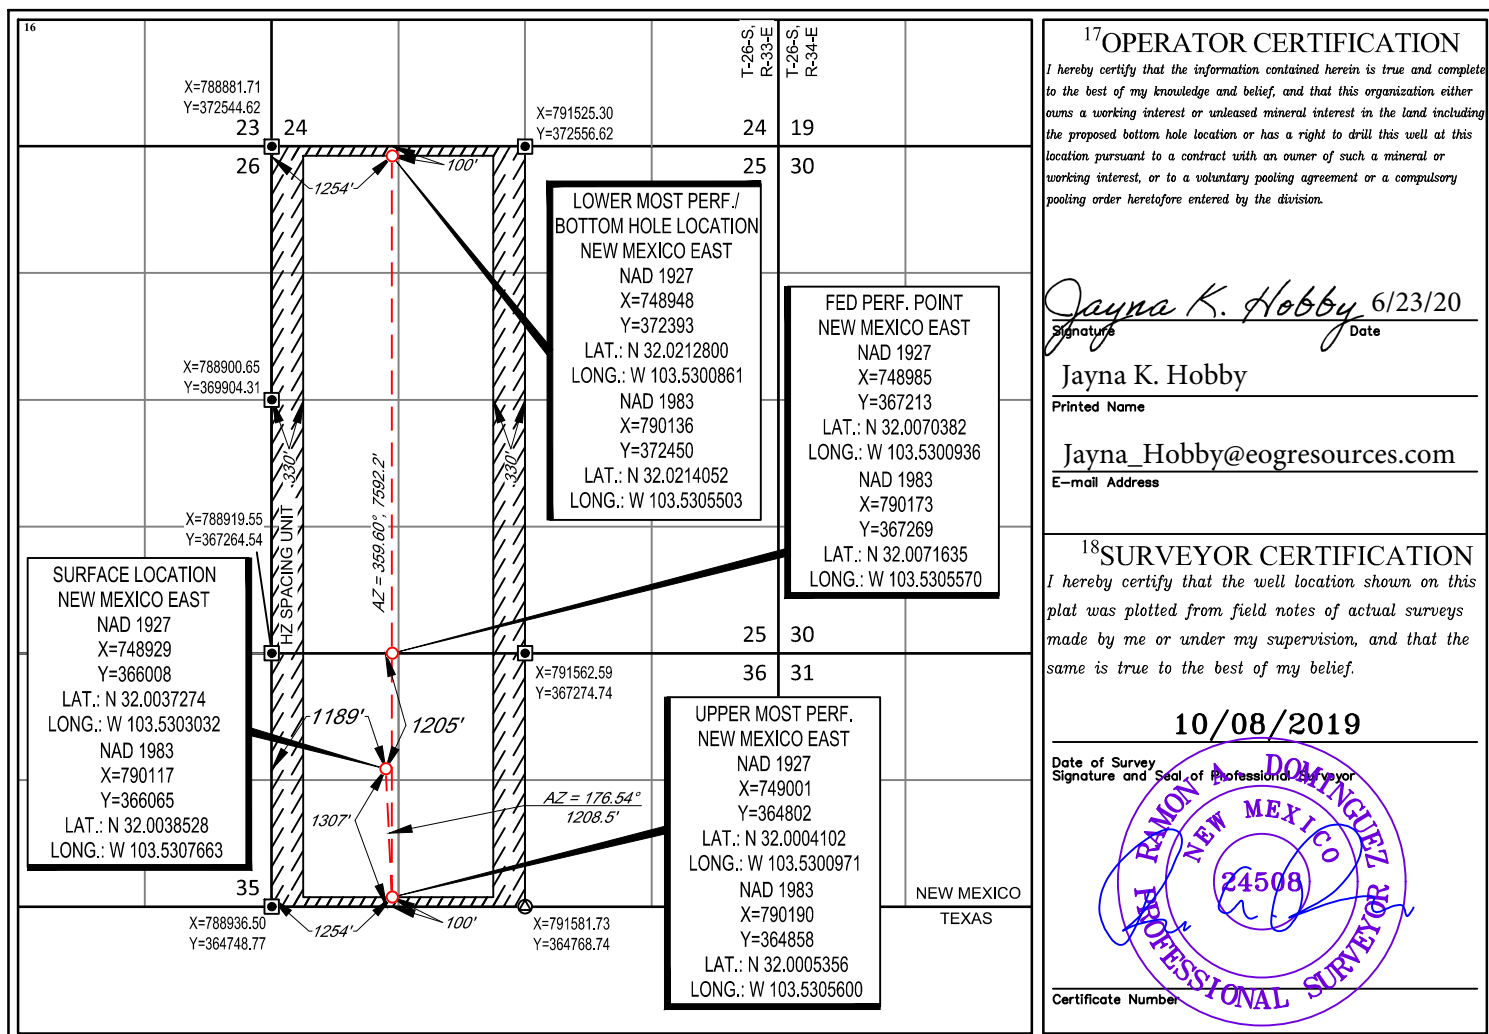 16
T-26-S,
R-33-E
T-26-S,
R-34-E
X=788881.71
Y=372544.62
X=791525.30
Y=372556.62
23
24
24
19
26
25
30
1254'
100'
LOWER MOST PERF./
BOTTOM HOLE LOCATION
NEW MEXICO EAST
NAD 1927
X=748948
Y=372393
LAT.: N 32.0212800
LONG.: W 103.5300861
NAD 1983
X=790136
Y=372450
LAT.: N 32.0214052
LONG.: W 103.5305503
FED PERF. POINT
NEW MEXICO EAST
NAD 1927
X=748985
Y=367213
LAT.: N 32.0070382
LONG.: W 103.5300936
NAD 1983
X=790173
Y=367269
LAT.: N 32.0071635
LONG.: W 103.5305570
X=788900.65
Y=369904.31
330'
330'
AZ = 359.60°, 7592.2'
HZ SPACING UNIT
X=788919.55
Y=367264.54
SURFACE LOCATION
NEW MEXICO EAST
NAD 1927
X=748929
Y=366008
LAT.: N 32.0037274
LONG.: W 103.5303032
NAD 1983
X=790117
Y=366065
LAT.: N 32.0038528
LONG.: W 103.5307663
25
30
36
31
X=791562.59
Y=367274.74
1189'
1205'
UPPER MOST PERF.
NEW MEXICO EAST
NAD 1927
X=749001
Y=364802
LAT.: N 32.0004102
LONG.: W 103.5300971
NAD 1983
X=790190
Y=364858
LAT.: N 32.0005356
LONG.: W 103.5305600
AZ = 176.54°
1208.5'
1307'
35
NEW MEXICO
TEXAS
X=788936.50
Y=364748.77
1254'
100'
X=791581.73
Y=364768.74
17OPERATOR CERTIFICATION
I hereby certify that the information contained herein is true and complete
to the best of my knowledge and belief, and that this organization either
owns a working interest or unleased mineral interest in the land including
the proposed bottom hole location or has a right to drill this well at this
location pursuant to a contract with an owner of such a mineral or
working interest, or to a voluntary pooling agreement or a compulsory
pooling order heretofore entered by the division.
Jayna K. Hobby 6/23/20
Signature Date
Jayna K. Hobby
Printed Name
Jayna_Hobby@eogresources.com
E-mail Address
18SURVEYOR CERTIFICATION
I hereby certify that the well location shown on this
plat was plotted from field notes of actual surveys
made by me or under my supervision, and that the
same is true to the best of my belief.
10/08/2019
Date of Survey
Signature and Seal of Professional Surveyor
RAMON A. DOMINGUEZ
NEW MEXICO
24508
PROFESSIONAL SURVEYOR
Certificate Number